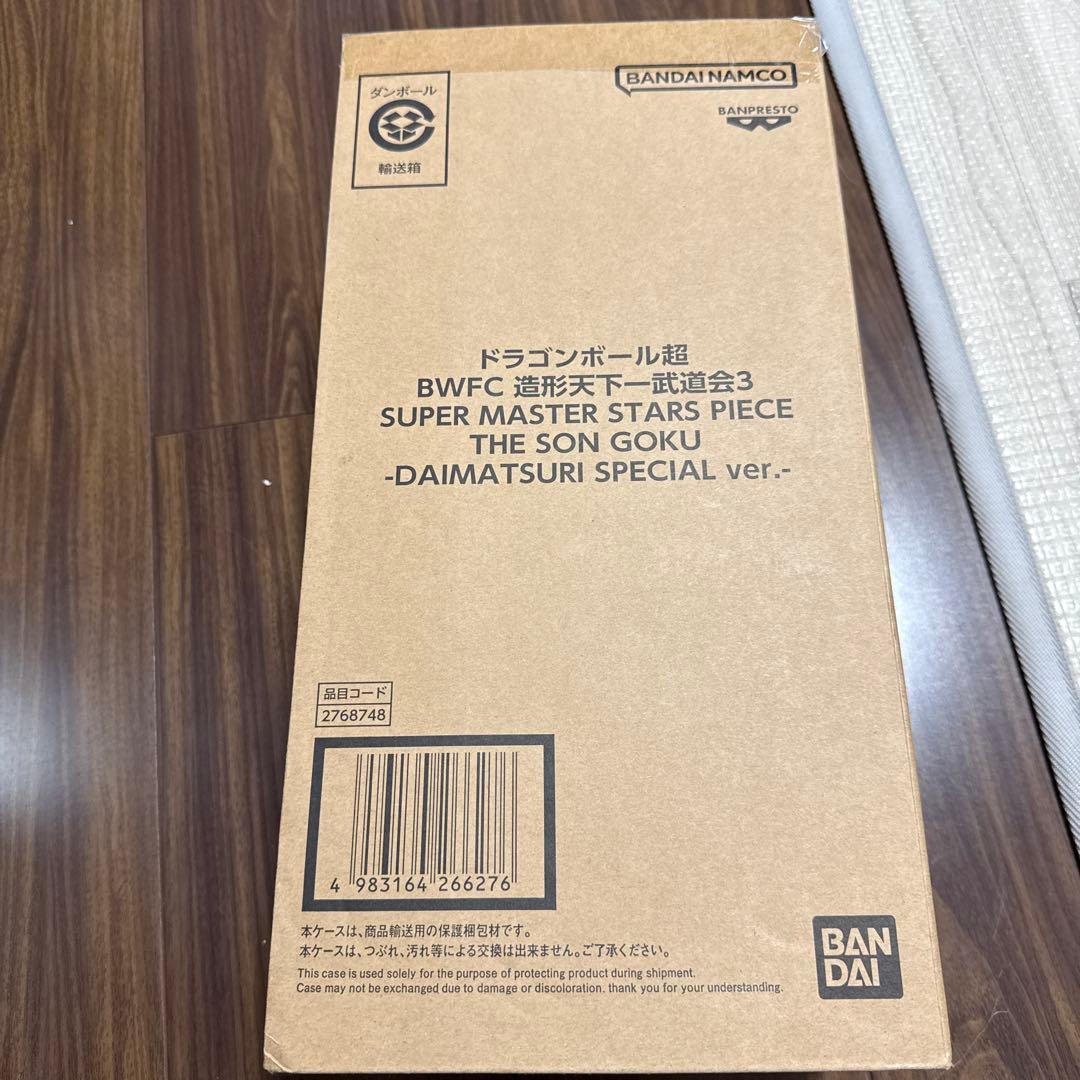 ダンボール
輸送箱
BANDAI NAMCO
BANPRESTO
ドラゴンボール超
BWFC 造形天下一武道会3
SUPER MASTER STARS PIECE
THE SON GOKU
-DAIMATSURI SPECIAL ver.-
品目コード
2768748
4 983164 266276
本ケースは、商品輸送用の保護梱包材です。
本ケースは、つぶれ、汚れ等による交換は出来ません。ご了承ください。
This case is used solely for the purpose of protecting product during shipment.
Case may not be exchanged due to damage or discoloration. thank you for your understanding.
BAN
DAI